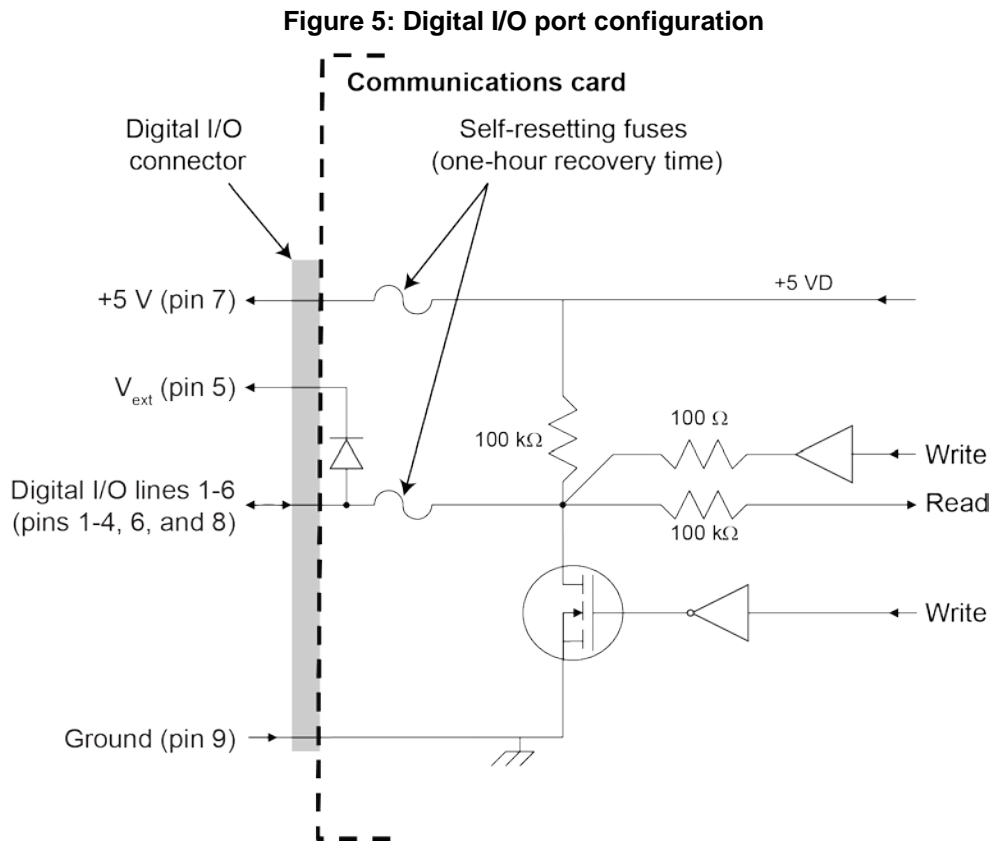 Figure 5: Digital I/O port configuration
Communications card
Digital I/O
connector
Self-resetting fuses
(one-hour recovery time)
+5 V (pin 7)
+5 VD
Vext (pin 5)
100 kΩ
100 Ω
Write
Digital I/O lines 1-6
(pins 1-4, 6, and 8)
Read
100 kΩ
Write
Ground (pin 9)